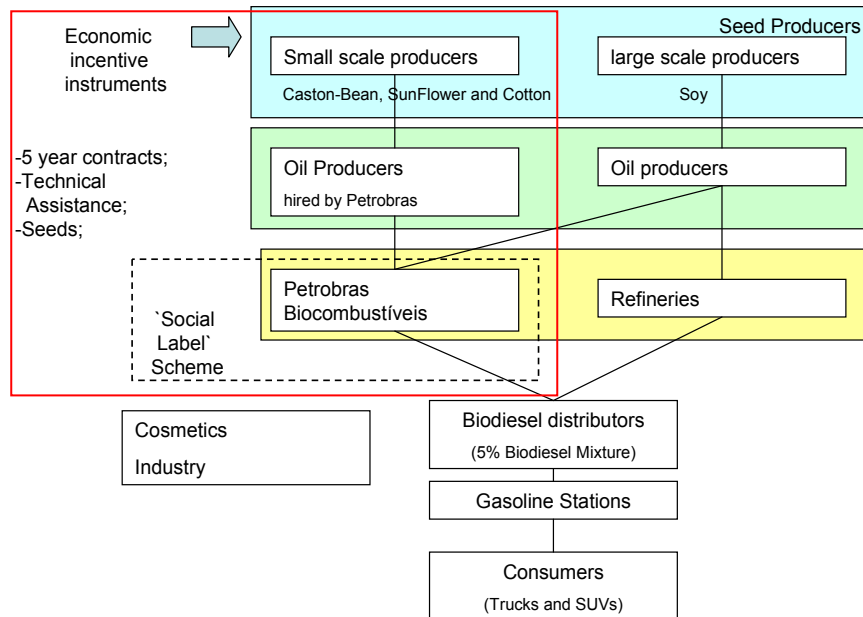 Seed Producers
Economic
incentive
instruments
Small scale producers
large scale producers
Caston-Bean, SunFlower and Cotton
Soy
-5 year contracts;
-Technical
Assistance;
-Seeds;
Oil Producers
hired by Petrobras
Oil producers
`Social
Label`
Scheme
Petrobras
Biocombustíveis
Refineries
Cosmetics
Industry
Biodiesel distributors
(5% Biodiesel Mixture)
Gasoline Stations
Consumers
(Trucks and SUVs)